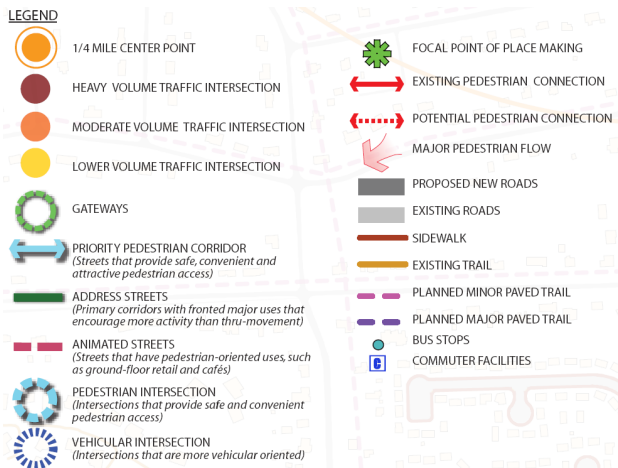 LEGEND
1/4 MILE CENTER POINT
HEAVY VOLUME TRAFFIC INTERSECTION
MODERATE VOLUME TRAFFIC INTERSECTION
LOWER VOLUME TRAFFIC INTERSECTION
GATEWAYS
PRIORITY PEDESTRIAN CORRIDOR
(Streets that provide safe, convenient and
attractive pedestrian access)
ADDRESS STREETS
(Primary corridors with fronted major uses that
encourage more activity than thru-movement)
ANIMATED STREETS
(Streets that have pedestrian-oriented uses, such
as ground-floor retail and cafés)
PEDESTRIAN INTERSECTION
(Intersections that provide safe and convenient
pedestrian access)
VEHICULAR INTERSECTION
(Intersections that are more vehicular oriented)
FOCAL POINT OF PLACE MAKING
EXISTING PEDESTRIAN CONNECTION
POTENTIAL PEDESTRIAN CONNECTION
MAJOR PEDESTRIAN FLOW
PROPOSED NEW ROADS
EXISTING ROADS
SIDEWALK
EXISTING TRAIL
PLANNED MINOR PAVED TRAIL
PLANNED MAJOR PAVED TRAIL
BUS STOPS
C COMMUTER FACILITIES